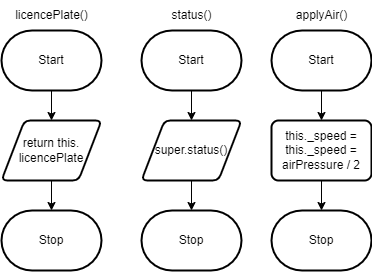 licencePlate()
Start
return this.
licencePlate
Stop
status()
Start
super.status()
Stop
applyAir()
Start
this._speed =
this._speed =
airPressure / 2
Stop